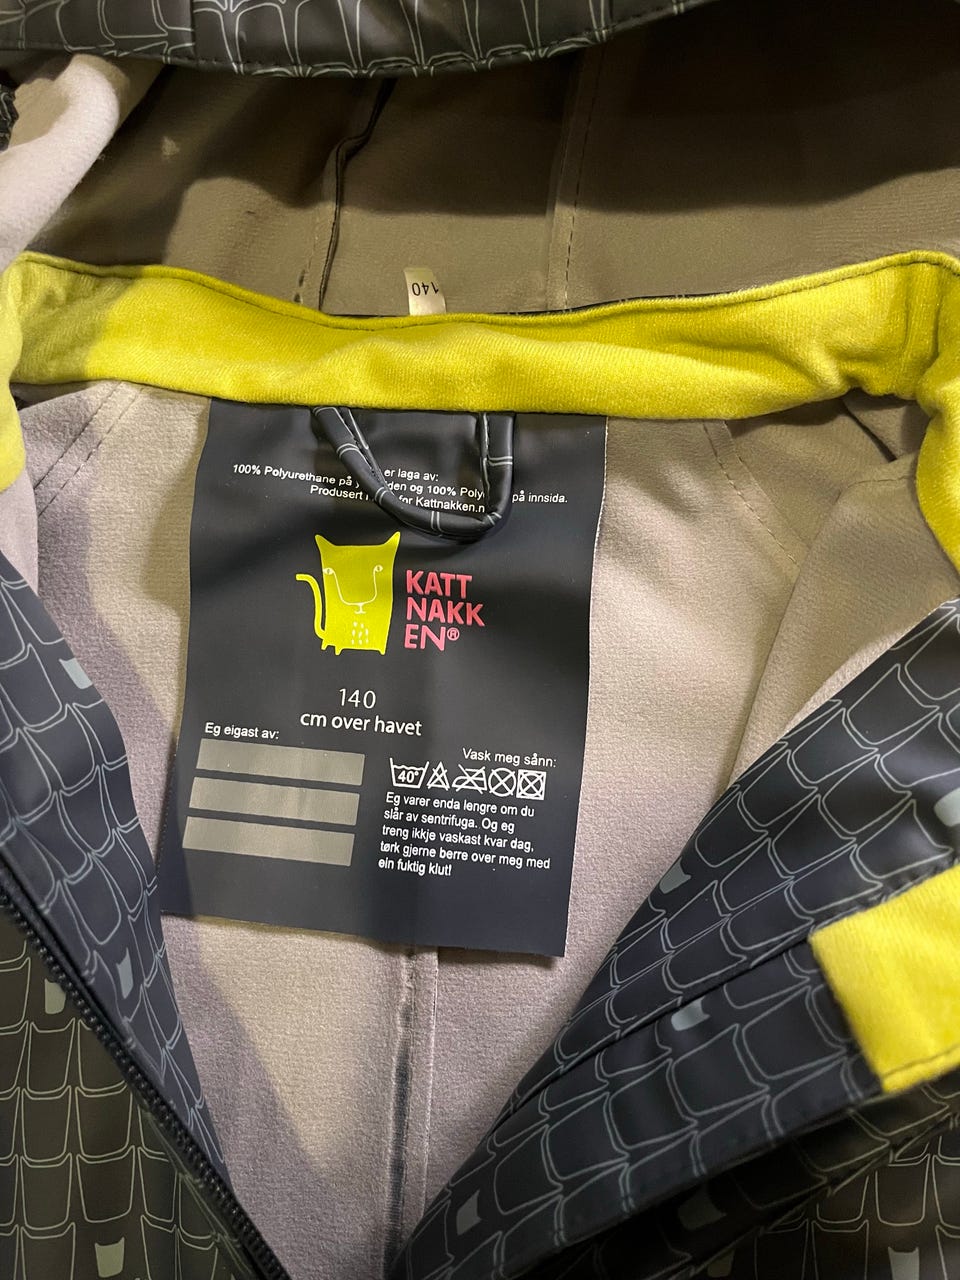 140
er laga av:
100% Polyurethane på den og 100% Poly på innsida.
Produsert for Kattnakken.n
KATT
NAKK
EN®
140
cm over havet
Eg eigast av:
Vask meg sånn:
40°
Eg varer enda lengre om du
slår av sentrifuga. Og eg
treng ikkje vaskast kvar dag,
tørk gjerne berre over meg med
ein fuktig klut!